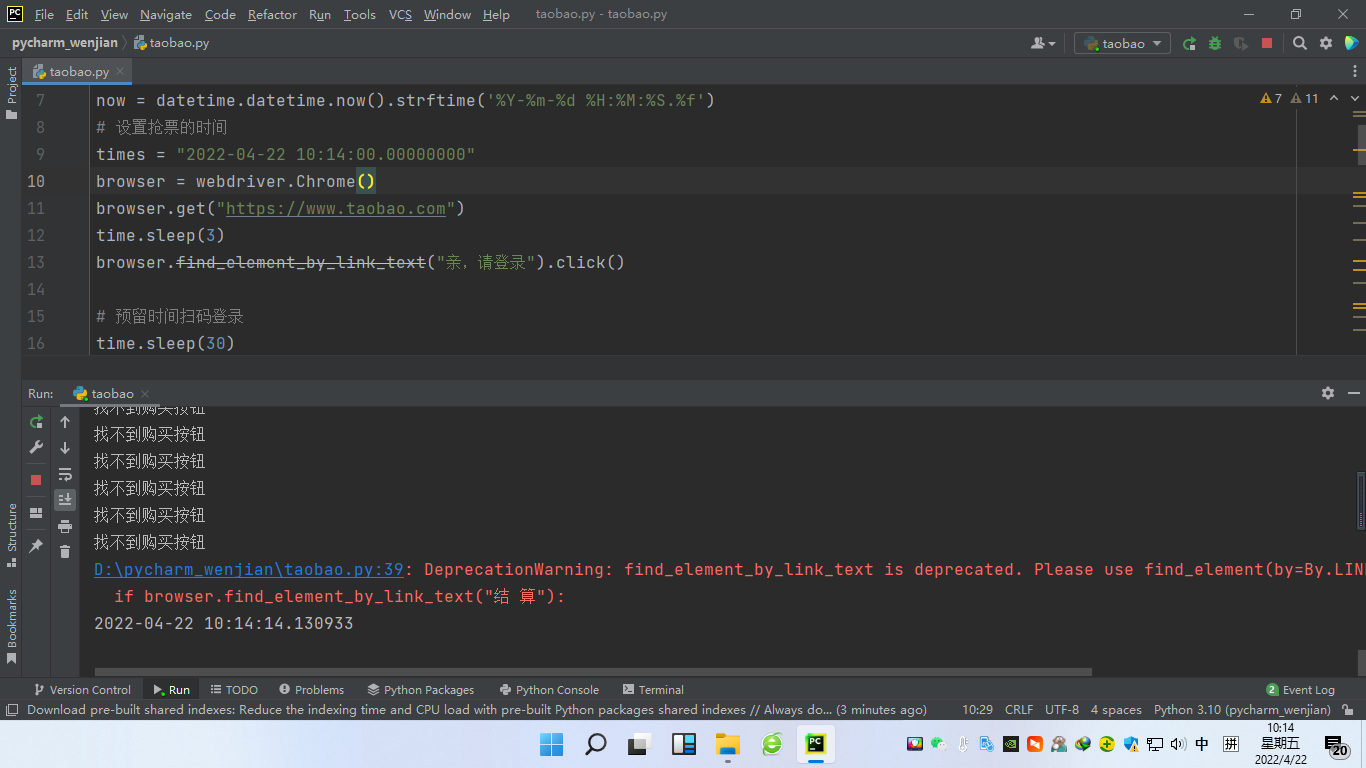 File Edit View Navigate Code Refactor Run Tools VCS Window Help taobao.py - taobao.py
pycharm_wenjian taobao.py taobao
taobao.py
7 now = datetime.datetime.now().strftime('%Y-%m-%d %H:%M:%S.%f') 7 11
8 # 设置抢票的时间
9 times = "2022-04-22 10:14:00.00000000"
10 browser = webdriver.Chrome()
11 browser.get("https://www.taobao.com")
12 time.sleep(3)
13 browser.find_element_by_link_text("亲，请登录").click()
14
15 # 预留时间扫码登录
16 time.sleep(30)
Project
Structure
Bookmarks
Run: taobao
找不到购买按钮
找不到购买按钮
找不到购买按钮
找不到购买按钮
找不到购买按钮
找不到购买按钮
D:\pycharm_wenjian\taobao.py:39: DeprecationWarning: find_element_by_link_text is deprecated. Please use find_element(by=By.LIN
if browser.find_element_by_link_text("结 算"):
2022-04-22 10:14:14.130933
Version Control Run TODO Problems Python Packages Python Console Terminal 2 Event Log
Download pre-built shared indexes: Reduce the indexing time and CPU load with pre-built Python packages shared indexes // Always do... (3 minutes ago) 10:29 CRLF UTF-8 4 spaces Python 3.10 (pycharm_wenjian)
中 拼
10:14
星期五
2022/4/22
20